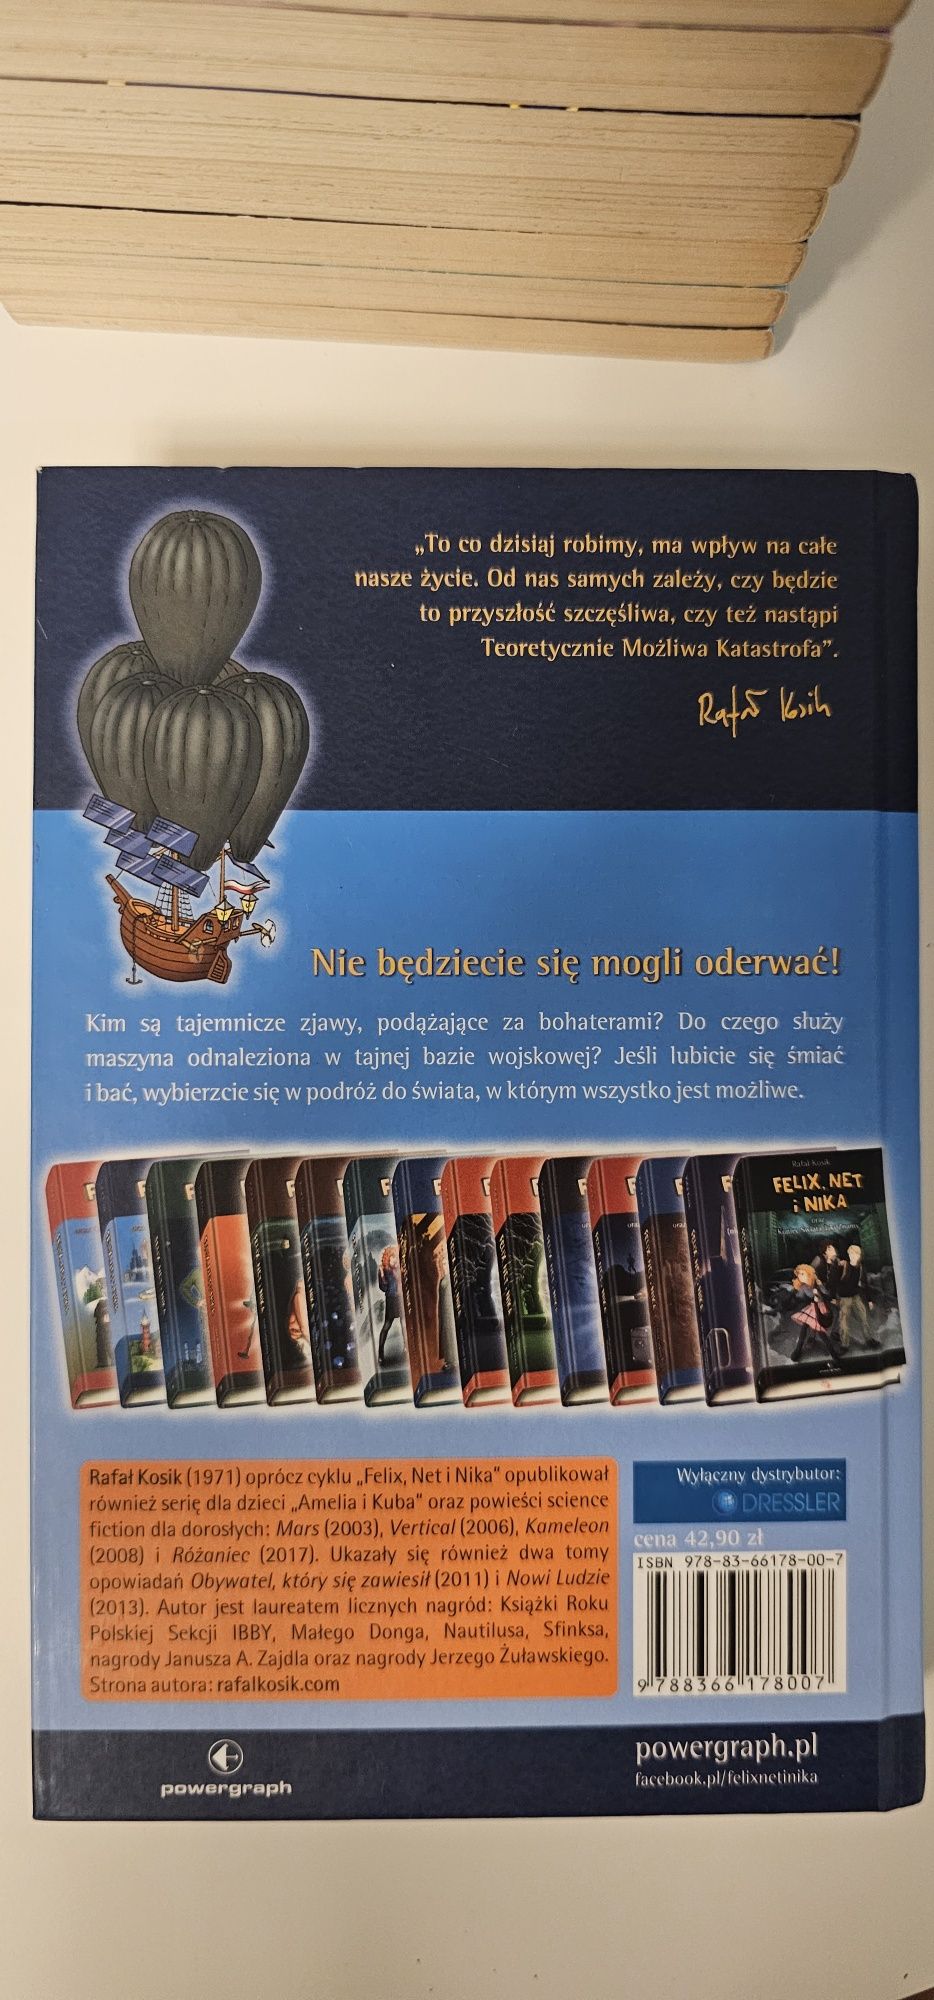 „To co dzisiaj robimy, ma wpływ na całe
nasze życie. Od nas samych zależy, czy będzie
to przyszłość szczęśliwa, czy też nastąpi
Teoretycznie Możliwa Katastrofa”.
Rafał Kosik
Nie będziecie się mogli oderwać!
Kim są tajemnicze zjawy, podążające za bohaterami? Do czego służy
maszyna odnaleziona w tajnej bazie wojskowej? Jeśli lubicie się śmiać
i bać, wybierzcie się w podróż do świata, w którym wszystko jest możliwe.
Rafał Kosik
FELIX, NET
i NIKA
oraz
Rafał Kosik (1971) oprócz cyklu „Felix, Net i Nika” opublikował
również serię dla dzieci „Amelia i Kuba” oraz powieści science
fiction dla dorosłych: Mars (2003), Vertical (2006), Kameleon
(2008) i Różaniec (2017). Ukazały się również dwa tomy
opowiadań Obywatel, który się zawiesił (2011) i Nowi Ludzie
(2013). Autor jest laureatem licznych nagród: Książki Roku
Polskiej Sekcji IBBY, Małego Donga, Nautilusa, Sfinksa,
nagrody Janusza A. Zajdla oraz nagrody Jerzego Żuławskiego.
Strona autora: rafalkosik.com
Wyłączny dystrybutor:
DRESSLER
cena 42,90 zł
ISBN 978-83-66178-00-7
9 788366 178007
powergraph
powergraph.pl
facebook.pl/felixnetinika